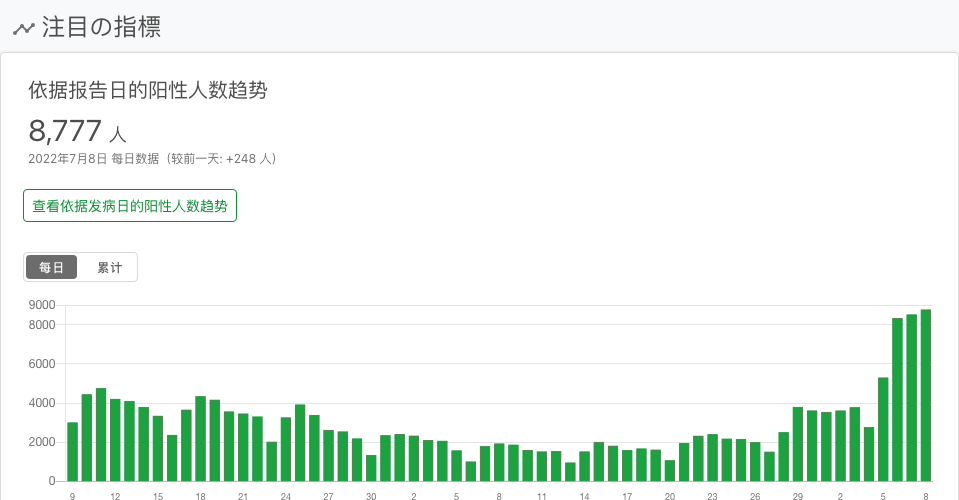 注目の指標
依据报告日的阳性人数趋势
8,777 人
2022年7月8日 每日数据（较前一天: +248 人）
查看依据发病日的阳性人数趋势
每日 累计
9000
8000
6000
4000
2000
0
9 12 15 18 21 24 27 30 2 5 8 11 14 17 20 23 26 29 2 5 8